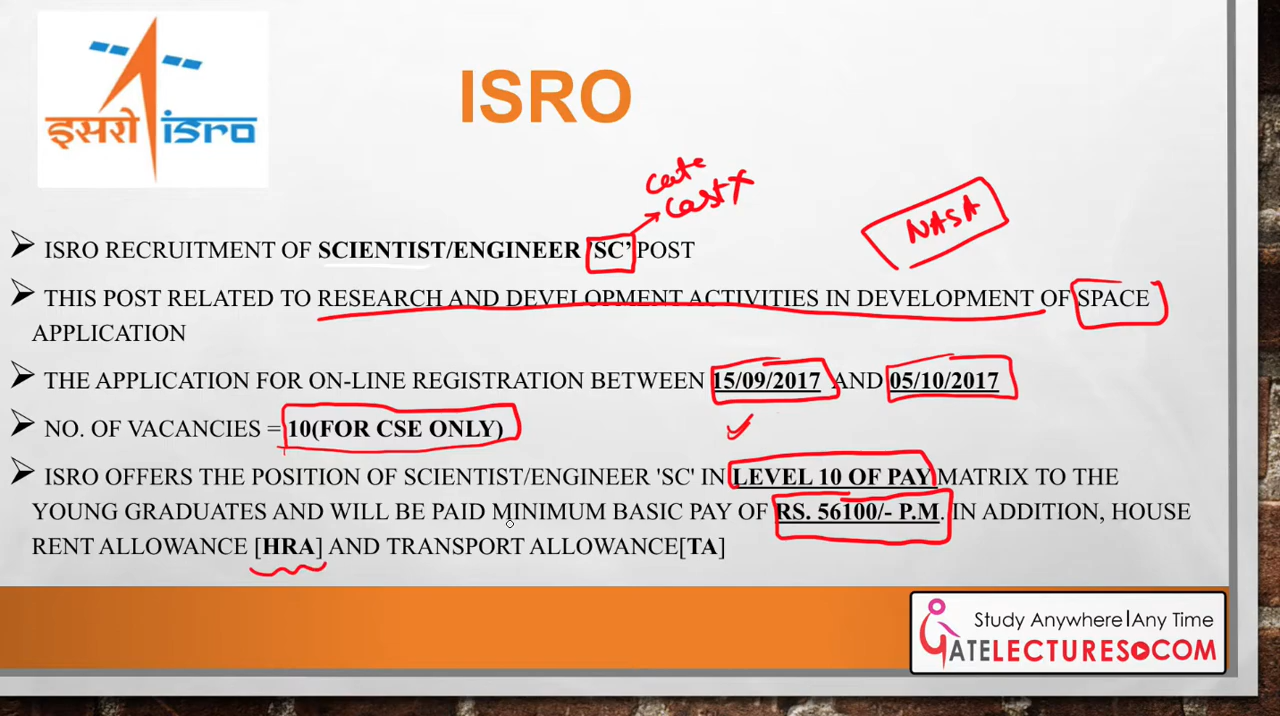 इसरो isro
ISRO
cate
cast X
NASA
ISRO RECRUITMENT OF SCIENTIST/ENGINEER 'SC' POST
THIS POST RELATED TO RESEARCH AND DEVELOPMENT ACTIVITIES IN DEVELOPMENT OF SPACE
APPLICATION
THE APPLICATION FOR ON-LINE REGISTRATION BETWEEN 15/09/2017 AND 05/10/2017
NO. OF VACANCIES = 10(FOR CSE ONLY)
ISRO OFFERS THE POSITION OF SCIENTIST/ENGINEER 'SC' IN LEVEL 10 OF PAY MATRIX TO THE
YOUNG GRADUATES AND WILL BE PAID MINIMUM BASIC PAY OF RS. 56100/- P.M. IN ADDITION, HOUSE
RENT ALLOWANCE [HRA] AND TRANSPORT ALLOWANCE[TA]
Study Anywhere|Any Time
GATELECTURES.COM